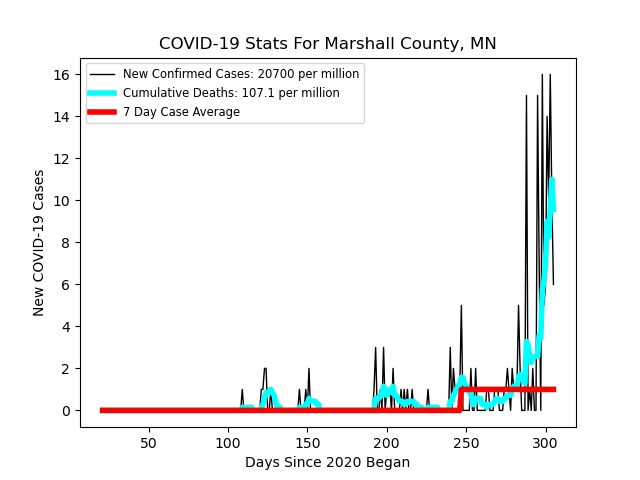 COVID-19 Stats For Marshall County, MN
New Confirmed Cases: 20700 per million
Cumulative Deaths: 107.1 per million
7 Day Case Average
New COVID-19 Cases
16
14
12
10
8
6
4
2
0
50 100 150 200 250 300
Days Since 2020 Began